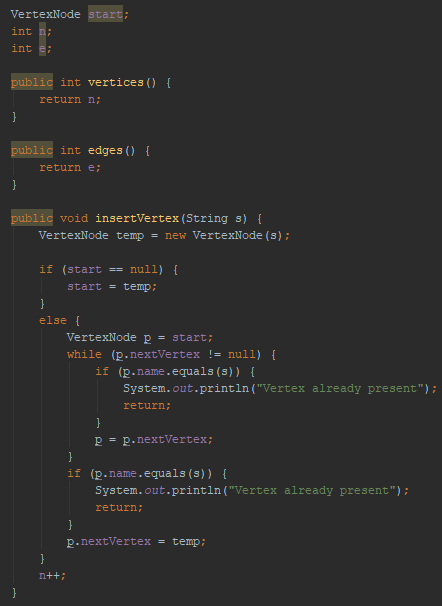 VertexNode start;
int n;
int e;
public int vertices() {
return n;
}
public int edges() {
return e;
}
public void insertVertex(String s) {
VertexNode temp = new VertexNode(s);
if (start == null) {
start = temp;
}
else {
VertexNode p = start;
while (p.nextVertex != null) {
if (p.name.equals(s)) {
System.out.println("Vertex already present");
return;
}
p = p.nextVertex;
}
if (p.name.equals(s)) {
System.out.println("Vertex already present");
return;
}
p.nextVertex = temp;
}
n++;
}